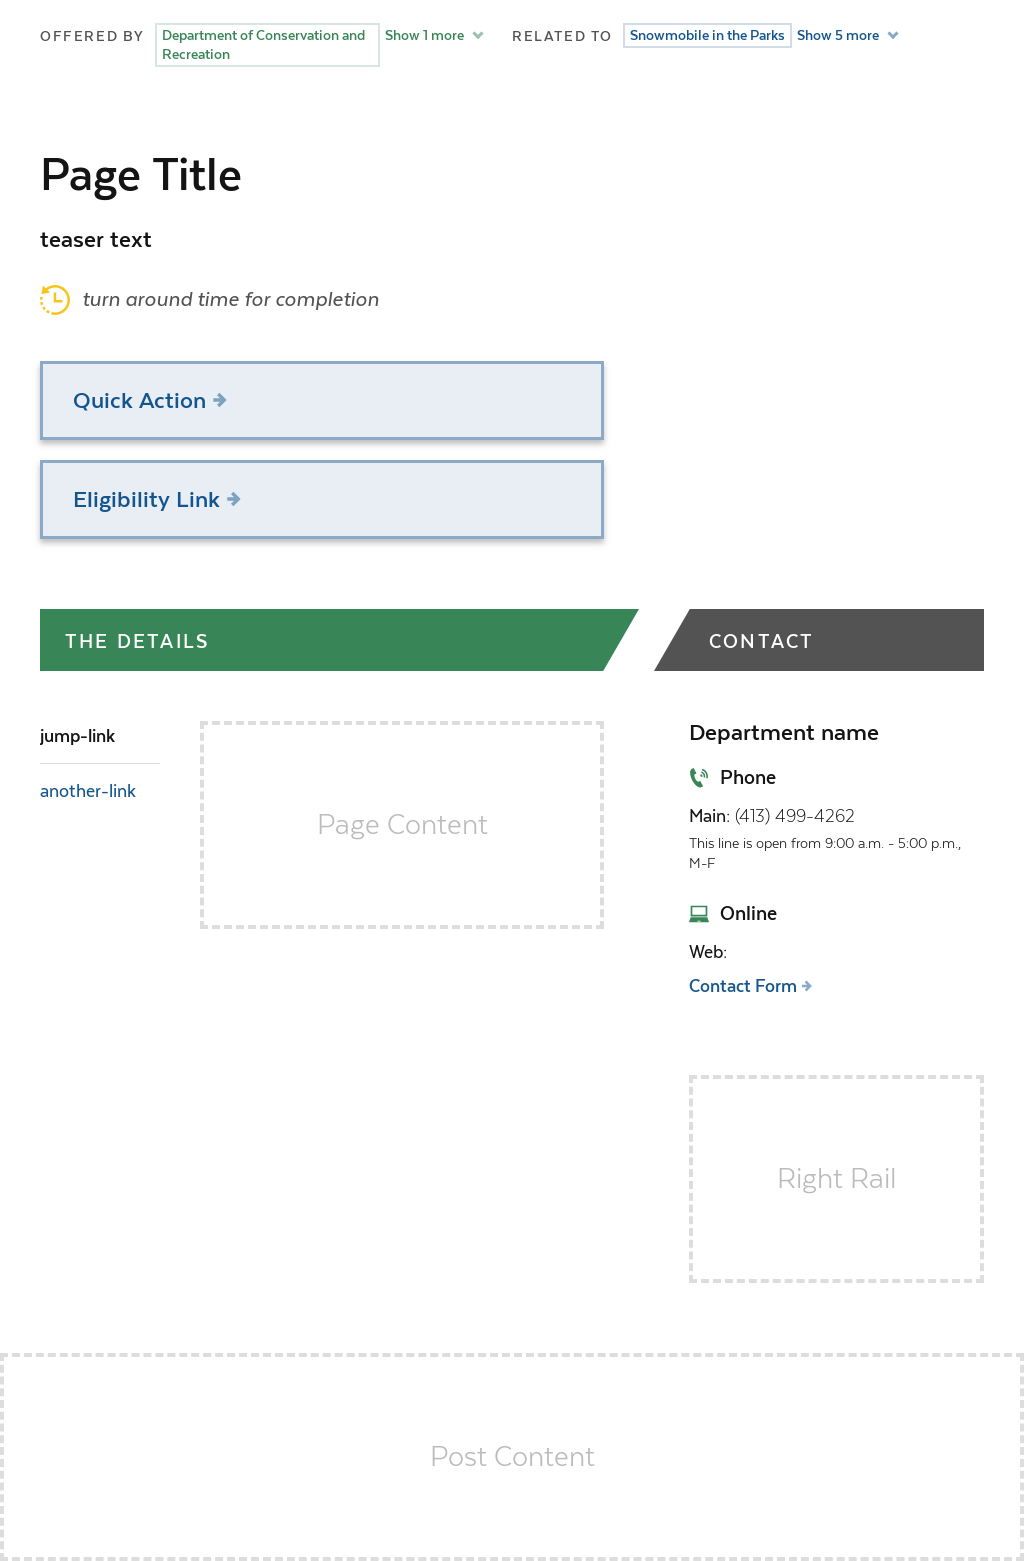 OFFERED BY
Department of Conservation and
Recreation
Show 1 more
RELATED TO
Snowmobile in the Parks
Show 5 more
Page Title
teaser text
turn around time for completion
Quick Action
Eligibility Link
THE DETAILS
jump-link
another-link
Page Content
CONTACT
Department name
Phone
Main: (413) 499-4262
This line is open from 9:00 a.m. - 5:00 p.m.,
M-F
Online
Web:
Contact Form
Right Rail
Post Content